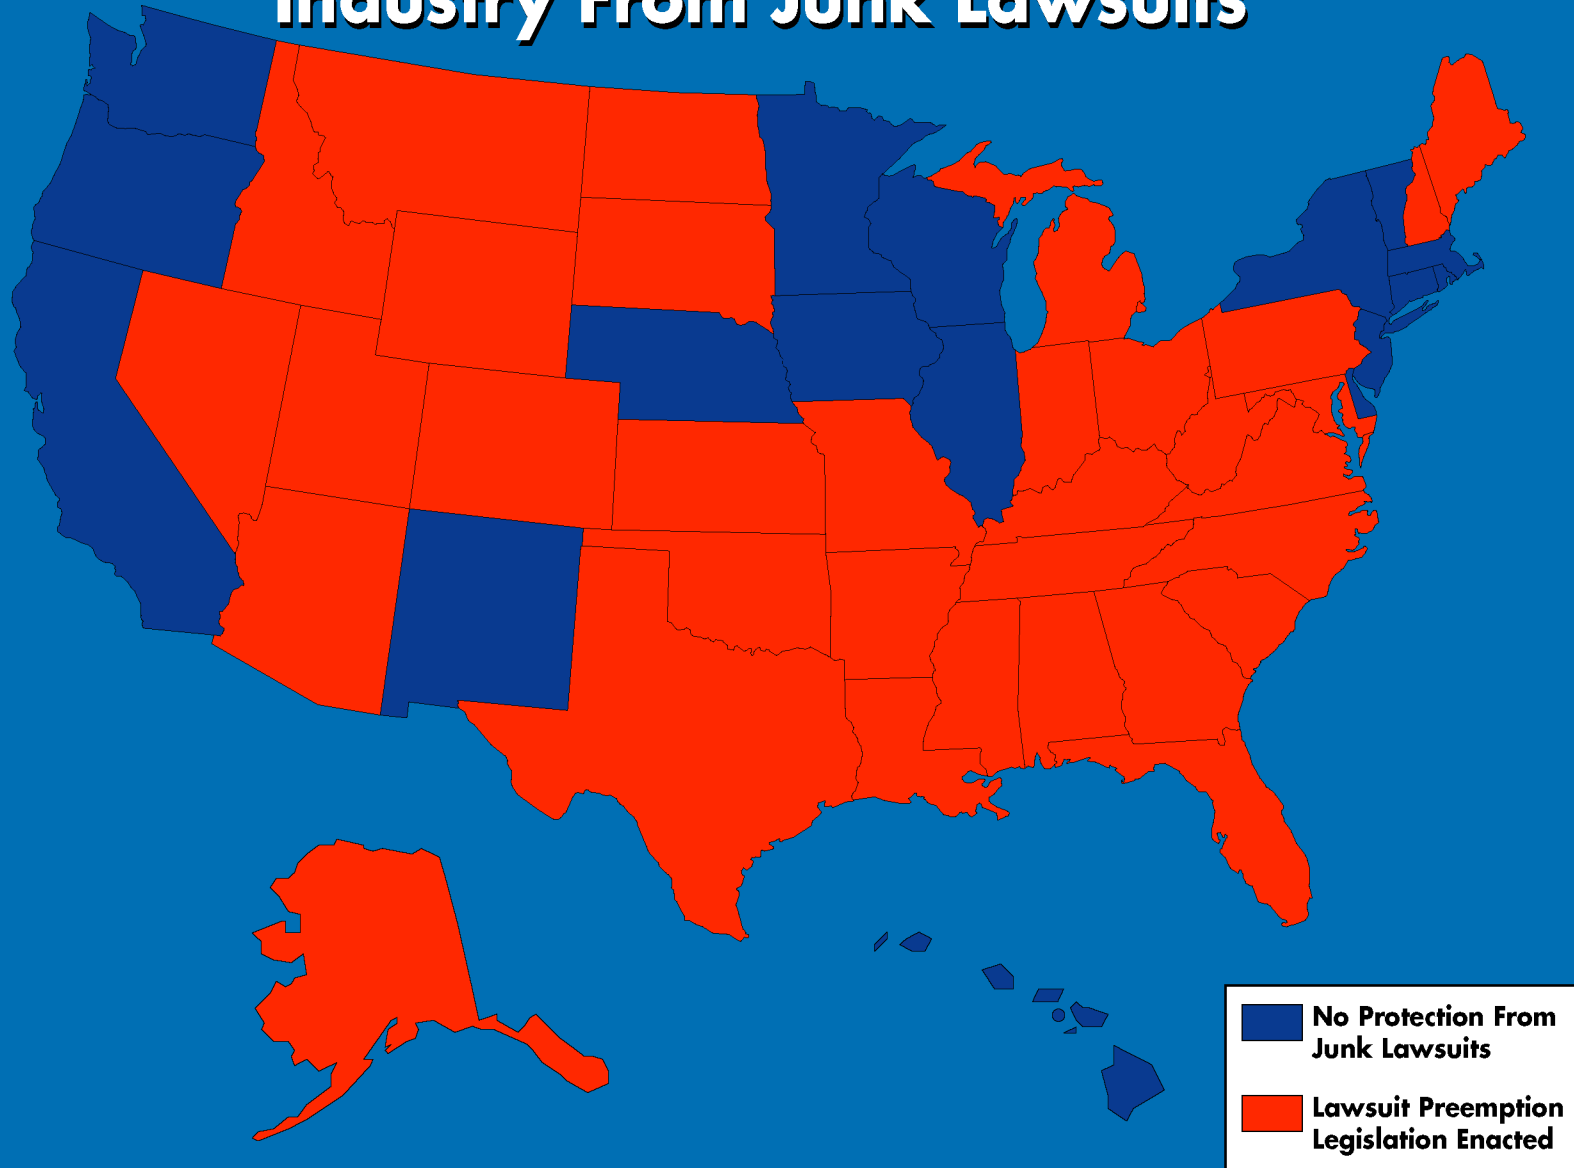 Industry From Junk Lawsuits
No Protection From
Junk Lawsuits
Lawsuit Preemption
Legislation Enacted